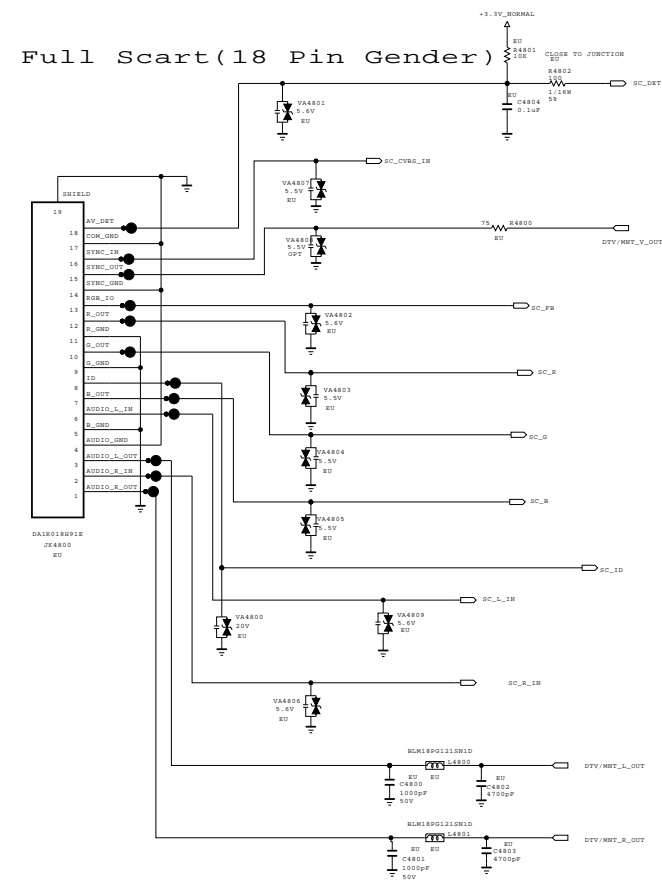 +3.3V_NORMAL
Full Scart(18 Pin Gender)
EU
R4801
10K
CLOSE TO JUNCTION
EU
R4802
100
1/16W
5%
SC_DET
EU
C4804
0.1uF
VA4801
5.6V
EU
SC_CVBS_IN
VA4807
5.5V
EU
75
R4800
EU
DTV/MNT_V_OUT
VA4808
5.5V
OPT
SHIELD
19
AV_DET
18
COM_GND
17
SYNC_IN
16
SYNC_OUT
15
SYNC_GND
14
RGB_IO
13
R_OUT
12
R_GND
11
G_OUT
10
G_GND
9
ID
8
B_OUT
7
AUDIO_L_IN
6
B_GND
5
AUDIO_GND
4
AUDIO_L_OUT
3
AUDIO_R_IN
2
AUDIO_R_OUT
1
DA1R018H91E
JK4800
EU
SC_FB
VA4802
5.6V
EU
SC_R
VA4803
5.5V
EU
SC_G
VA4804
5.5V
EU
SC_B
VA4805
5.5V
EU
SC_ID
VA4800
20V
EU
SC_L_IN
VA4809
5.6V
EU
SC_R_IN
VA4806
5.6V
EU
BLM18PG121SN1D
L4800
EU
DTV/MNT_L_OUT
EU
C4800
1000pF
50V
EU
C4802
4700pF
BLM18PG121SN1D
L4801
EU
DTV/MNT_R_OUT
EU
C4801
1000pF
50V
EU
C4803
4700pF